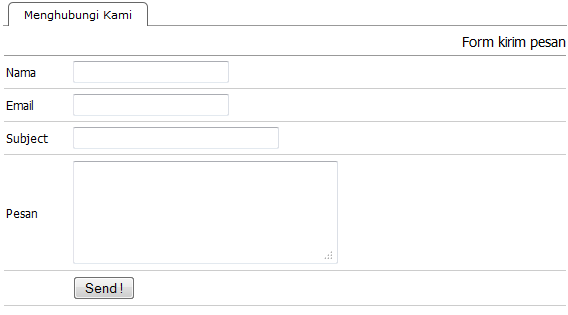 Menghubungi Kami
Form kirim pesan
Nama
Email
Subject
Pesan
Send !